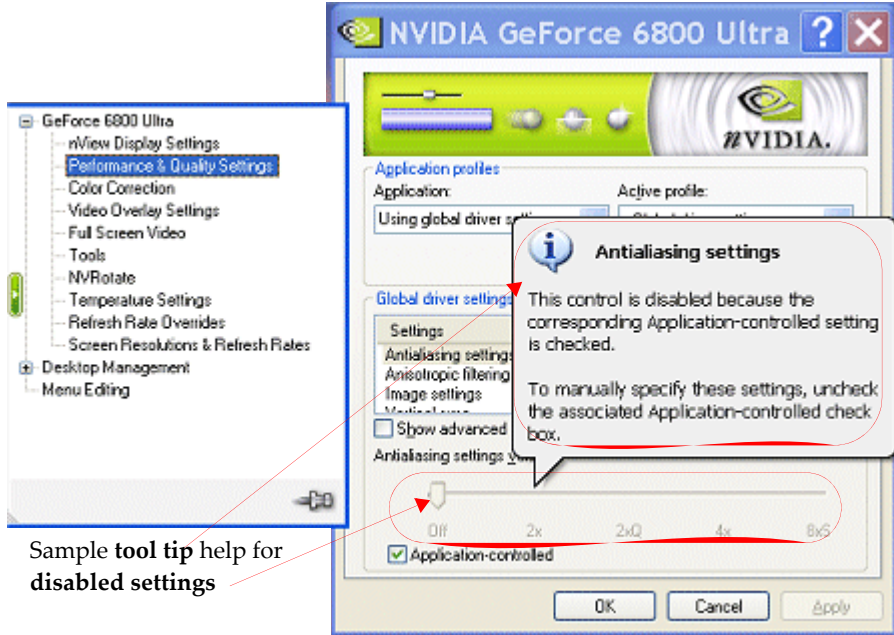 NVIDIA GeForce 6800 Ultra
NVIDIA.
GeForce 6800 Ultra
nView Display Settings
Performance & Quality Settings
Color Correction
Video Overlay Settings
Full Screen Video
Tools
NVRotate
Temperature Settings
Refresh Rate Overrides
Screen Resolutions & Refresh Rates
Desktop Management
Menu Editing
Application profiles
Application:
Active profile:
Using global driver
Antialiasing settings
This control is disabled because the
corresponding Application-controlled setting
is checked.
To manually specify these settings, uncheck
the associated Application-controlled check
box.
Global driver settings
Settings
Antialiasing settings
Anisotropic filtering
Image settings
Show advanced
Antialiasing settings
Off 2x 2xQ 4x 8xS
Application-controlled
OK Cancel Apply
Sample tool tip help for
disabled settings